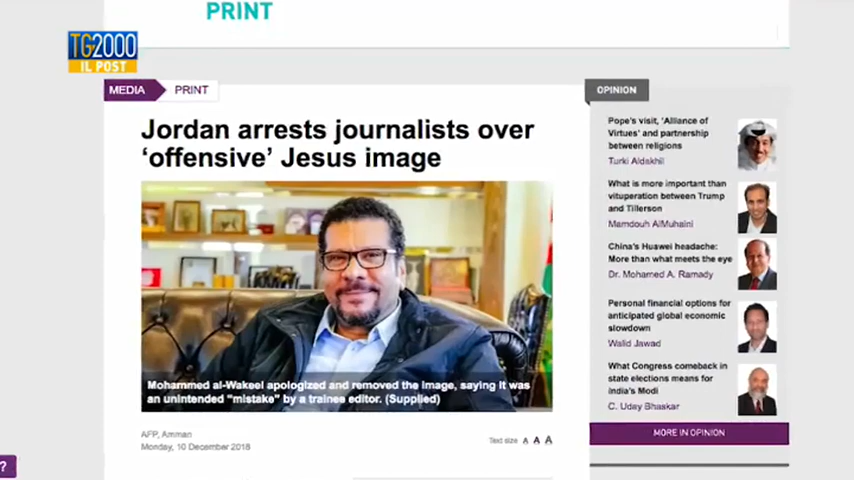 PRINT
TG2000
IL POST
MEDIA
PRINT
Jordan arrests journalists over
‘offensive’ Jesus image
Mohammed al-Wakeel apologized and removed the image, saying it was
an unintended “mistake” by a trainee editor. (Supplied)
AFP, Amman
Monday, 10 December 2018
Text size A A A
OPINION
Pope's visit, ‘Alliance of
Virtues’ and partnership
between religions
Turki Aldakhil
What is more important than
vituperation between Trump
and Tillerson
Mamdouh AlMuhaini
China's Huawei headache:
More than what meets the eye
Dr. Mohamed A. Ramady
Personal financial options for
anticipated global economic
slowdown
Walid Jawad
What Congress comeback in
state elections means for
India's Modi
C. Uday Bhaskar
MORE IN OPINION
?